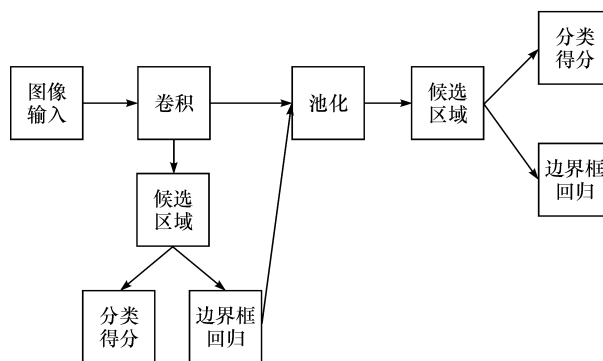 图像
输入
卷积
池化
候选
区域
分类
得分
边界框
回归
候选
区域
分类
得分
边界框
回归